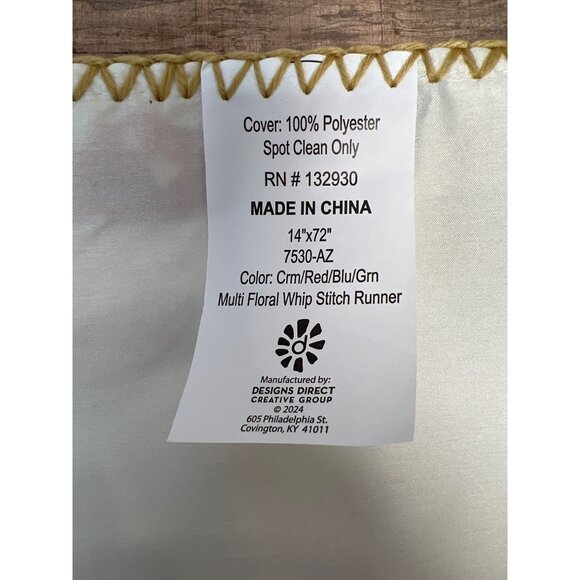 Cover: 100% Polyester
Spot Clean Only
RN # 132930
MADE IN CHINA
14"x72"
7530-AZ
Color: Crm/Red/Blu/Grn
Multi Floral Whip Stitch Runner
d
Manufactured by:
DESIGNS DIRECT
CREATIVE GROUP
© 2024
605 Philadelphia St.
Covington, KY 41011